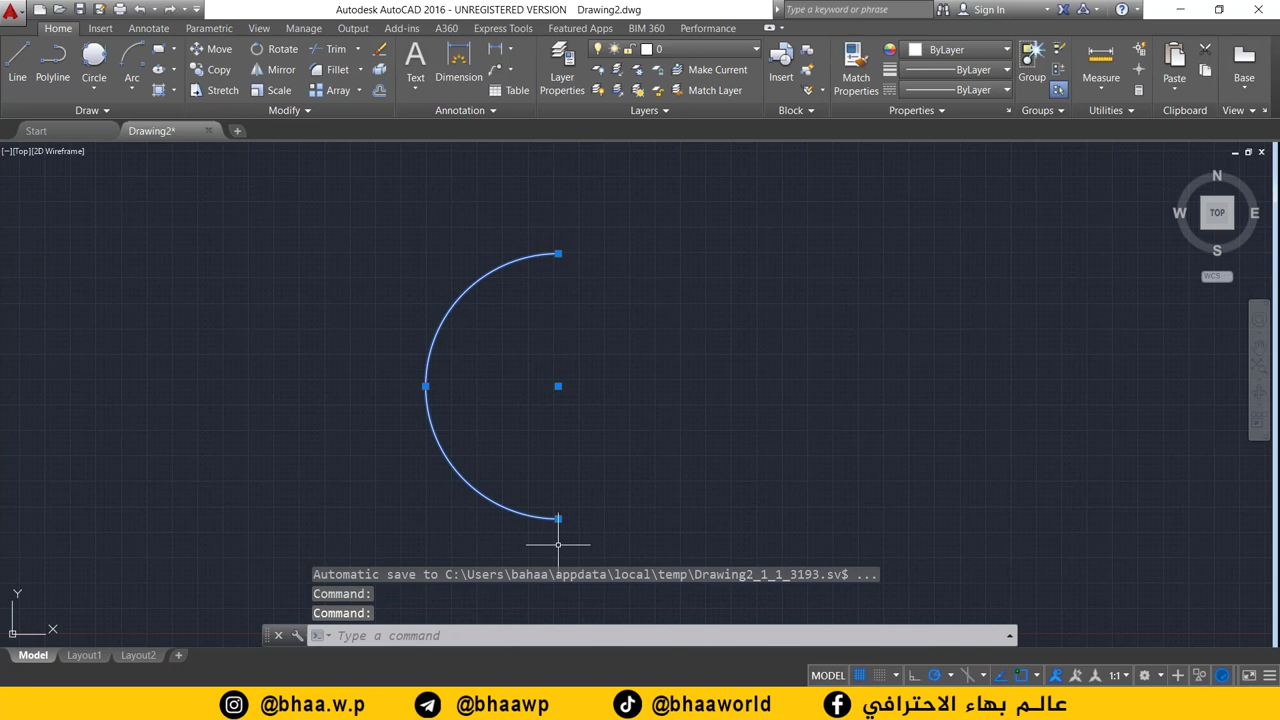 Autodesk AutoCAD 2016 - UNREGISTERED VERSION Drawing2.dwg
Type a keyword or phrase
Sign In
Home Insert Annotate Parametric View Manage Output Add-ins A360 Express Tools Featured Apps BIM 360 Performance
Line Polyline Circle Arc
Move Rotate Trim
Copy Mirror Fillet
Stretch Scale Array
Text Dimension Table
Layer Properties
0
Make Current
Match Layer
Insert
Match Properties
ByLayer
ByLayer
ByLayer
Group
Measure
Paste
Base
Draw Modify Annotation Layers Block Properties Groups Utilities Clipboard View
Start Drawing2*
[−][Top][2D Wireframe]
N
W TOP E
S
WCS
Automatic save to C:\Users\bahaa\appdata\local\temp\Drawing2_1_1_3193.sv$ ...
Command:
Command:
Type a command
Y
X
Model Layout1 Layout2
MODEL 1:1
@bhaa.w.p @bhaawp @bhaaworld عالم بهاء الاحترافي